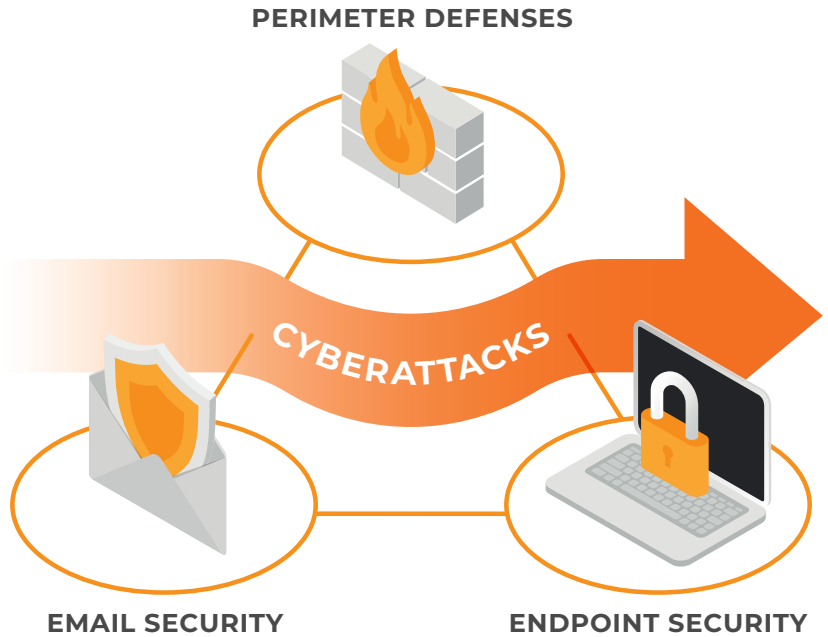 PERIMETER DEFENSES
CYBERATTACKS
EMAIL SECURITY
ENDPOINT SECURITY